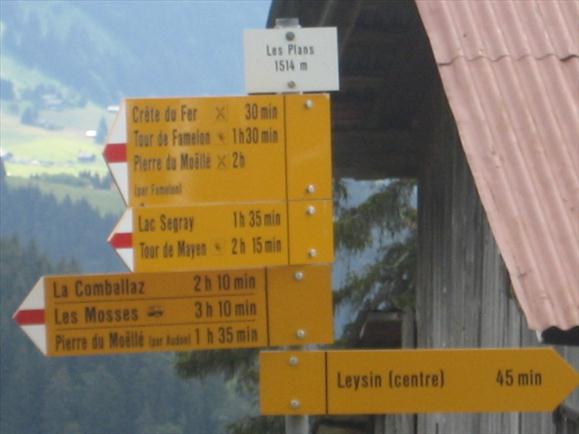 Les Plans
1514 m
Crête du Fer 30 min
Tour de Famelon 1 h 30 min
Pierre du Moëllé 2 h
(par Famelon)
Lac Segray 1 h 35 min
Tour de Mayen 2 h 15 min
La Comballaz 2 h 10 min
Les Mosses 3 h 10 min
Pierre du Moëllé (par Audon) 1 h 35 min
Leysin (centre) 45 min